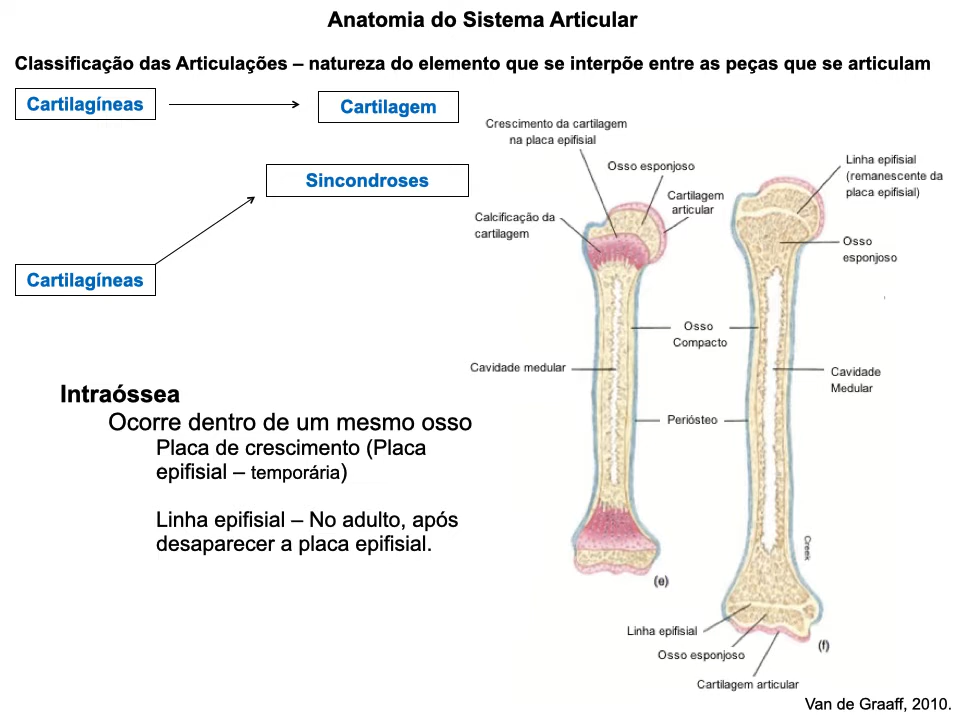 Anatomia do Sistema Articular
Classificação das Articulações – natureza do elemento que se interpõe entre as peças que se articulam
Cartilagíneas
Cartilagem
Sincondroses
Cartilagíneas
Intraóssea
Ocorre dentro de um mesmo osso
Placa de crescimento (Placa
epifisial – temporária)
Linha epifisial – No adulto, após
desaparecer a placa epifisial.
Crescimento da cartilagem
na placa epifisial
Osso esponjoso
Cartilagem
articular
Calcificação da
cartilagem
Linha epifisial
(remanescente da
placa epifisial)
Osso
esponjoso
Osso
Compacto
Cavidade medular
Cavidade
Medular
Periósteo
Creek
(e)
Linha epifisial
(f)
Osso esponjoso
Cartilagem articular
Van de Graaff, 2010.